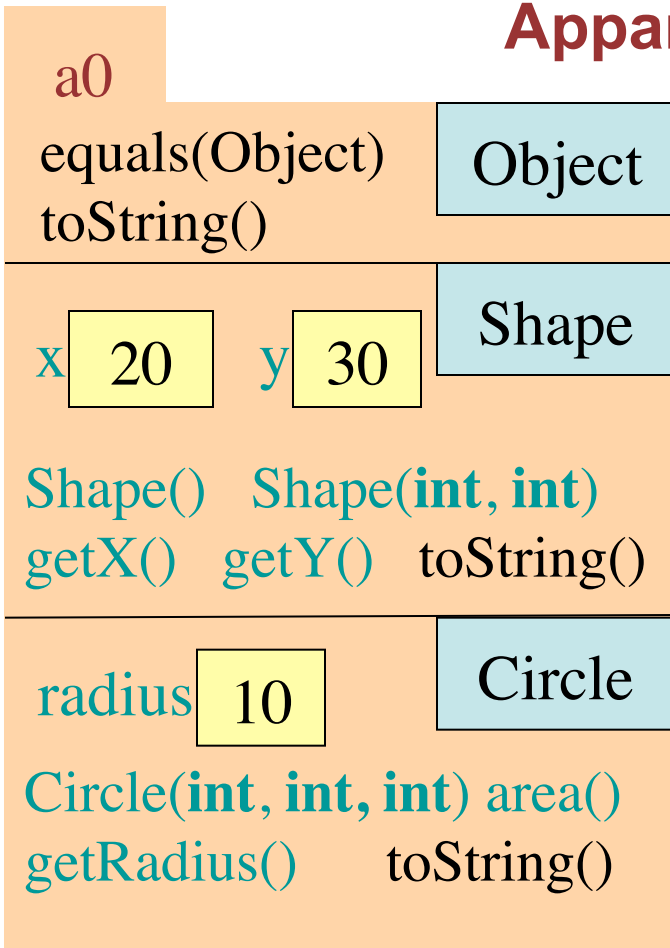 a0
equals(Object)
Object
toString()
Shape
x 20 y 30
Shape() Shape(int, int)
getX() getY() toString()
Circle
radius 10
Circle(int, int, int) area()
getRadius() toString()